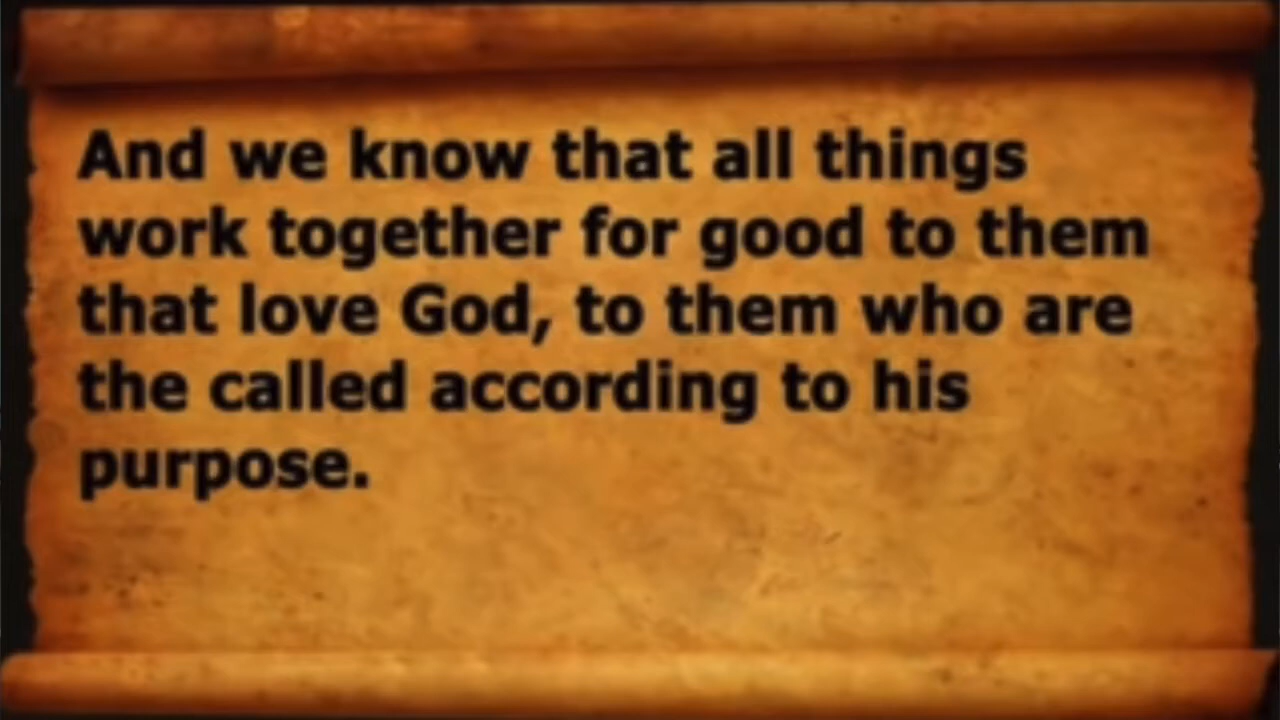 And we know that all things
work together for good to them
that love God, to them who are
the called according to his
purpose.